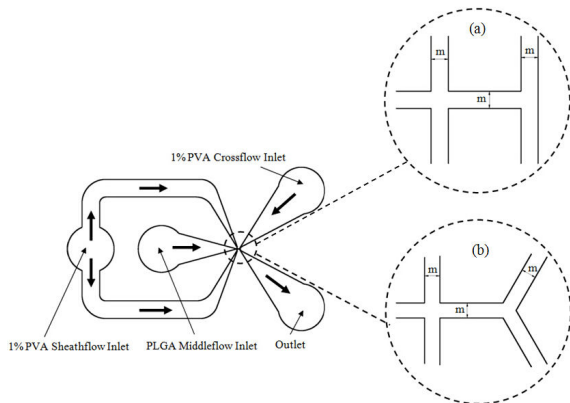 (a)
m
m
m
1%PVA Crossflow Inlet
(b)
m
m
m
1%PVA Sheathflow Inlet
PLGA Middleflow Inlet
Outlet